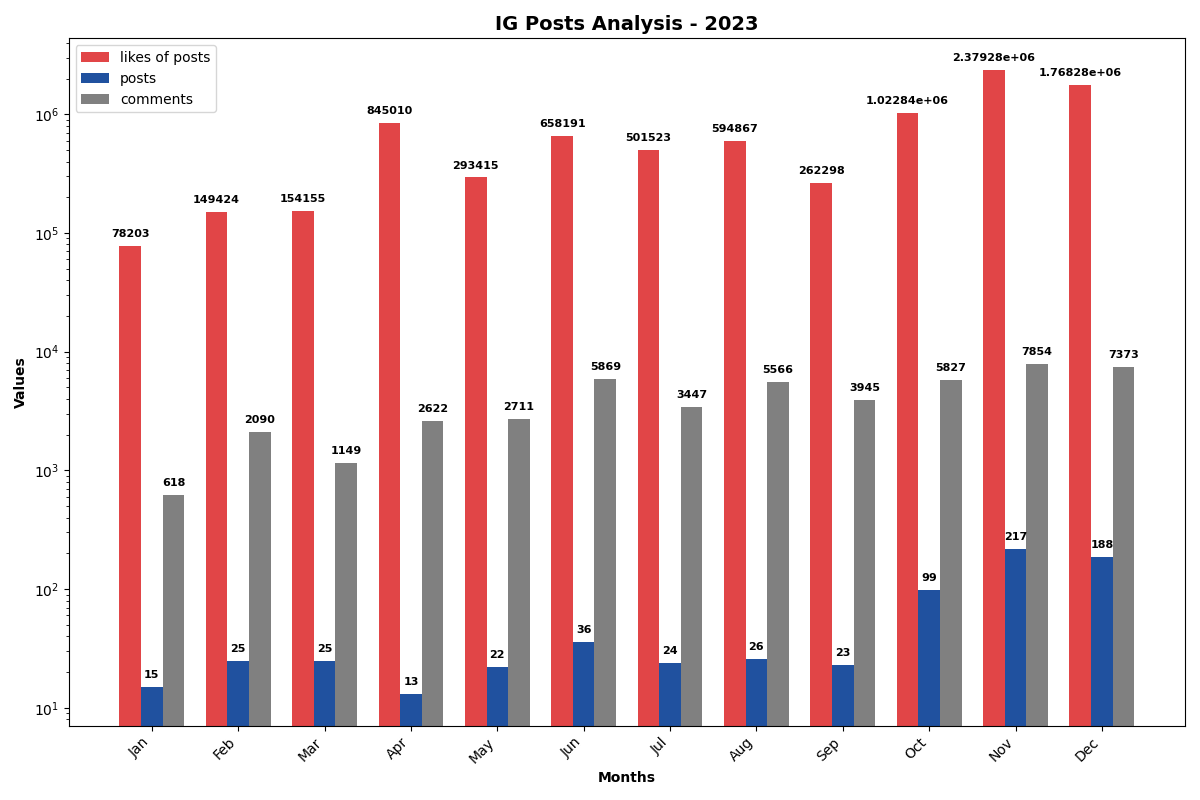 IG Posts Analysis - 2023
likes of posts
posts
comments
Values
10^6
10^5
10^4
10^3
10^2
10^1
78203
149424
154155
845010
293415
658191
501523
594867
262298
1.02284e+06
2.37928e+06
1.76828e+06
15
25
25
13
22
36
24
26
23
99
217
188
618
2090
1149
2622
2711
5869
3447
5566
3945
5827
7854
7373
Jan
Feb
Mar
Apr
May
Jun
Jul
Aug
Sep
Oct
Nov
Dec
Months